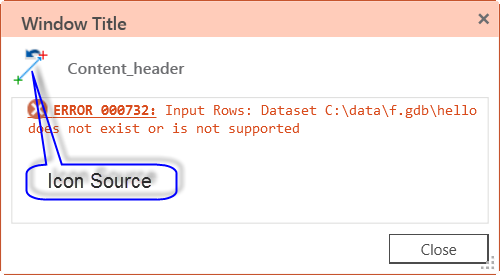 Window Title
Content_header
ERROR 000732: Input Rows: Dataset C:\data\f.gdb\hello
does not exist or is not supported
Icon Source
Close